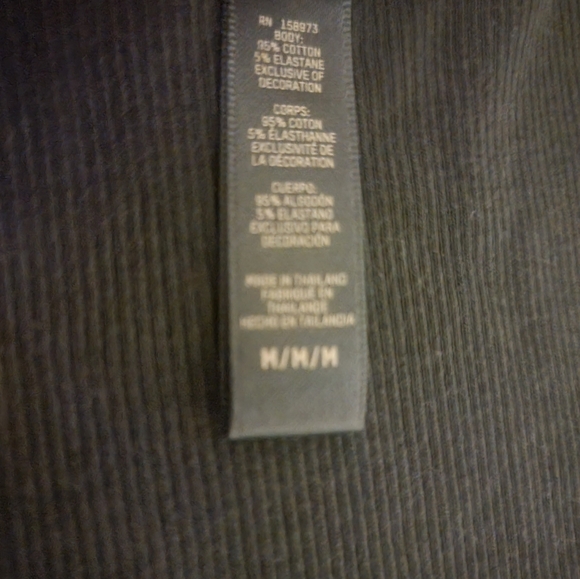 RN 158973
BODY:
95% COTTON
5% ELASTANE
EXCLUSIVE OF
DECORATION
CORPS:
95% COTON
5% ÉLASTHANNE
EXCLUSIVITÉ DE
LA DÉCORATION
CUERPO:
95% ALGODÓN
5% ELASTANO
EXCLUSIVO PARA
DECORACIÓN
MADE IN THAILAND
FABRIQUÉ EN
THAÏLANDE
HECHO EN TAILANDIA
M/M/M